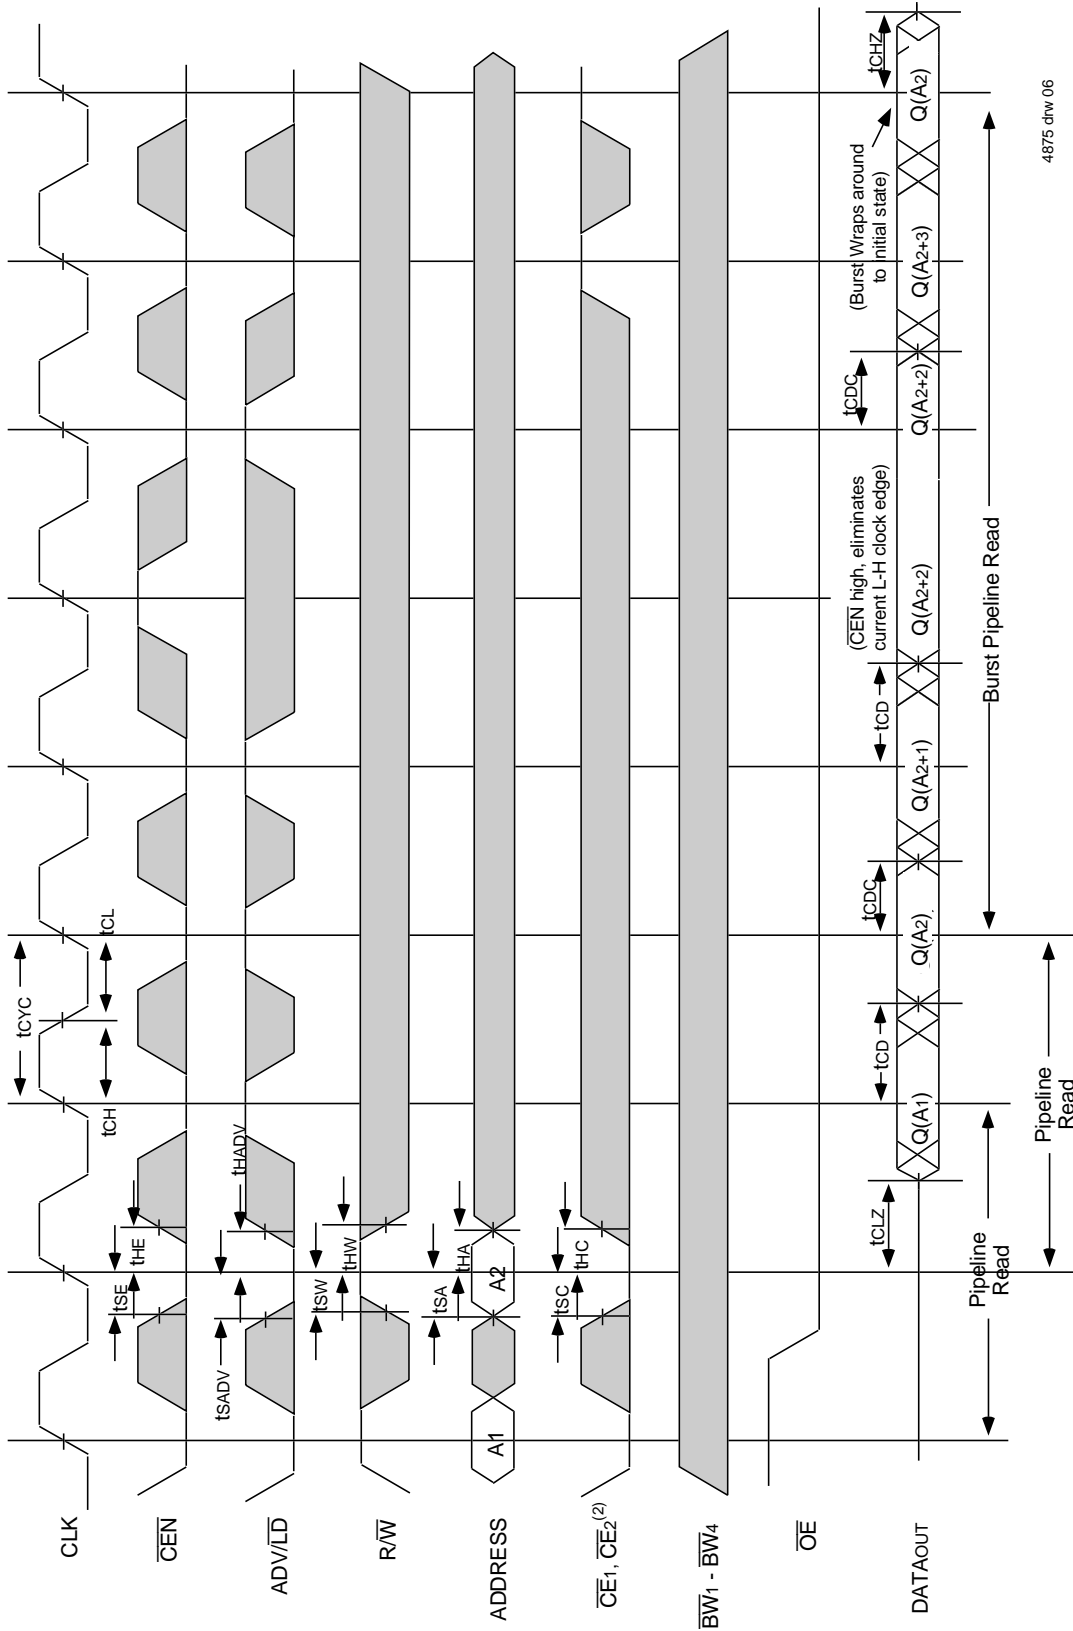 tCYC
tCH
tCL
CLK
tSE
tHE
CEN
tSADV
tHADV
ADV/LD
tSW
tHW
R/W
tSA
tHA
A1
A2
ADDRESS
tSC
tHC
CE1, CE2(2)
BW1 - BW4
OE
(CEN high, eliminates
current L-H clock edge)
(Burst Wraps around
to initial state)
tCLZ
tCD
tCDC
tCD
tCDC
tCHZ
DATAOUT
Q(A1)
Q(A2)
Q(A2+1)
Q(A2+2)
Q(A2+2)
Q(A2+3)
Q(A2)
Pipeline
Read
Burst Pipeline Read
Pipeline
Read
4875 drw 06